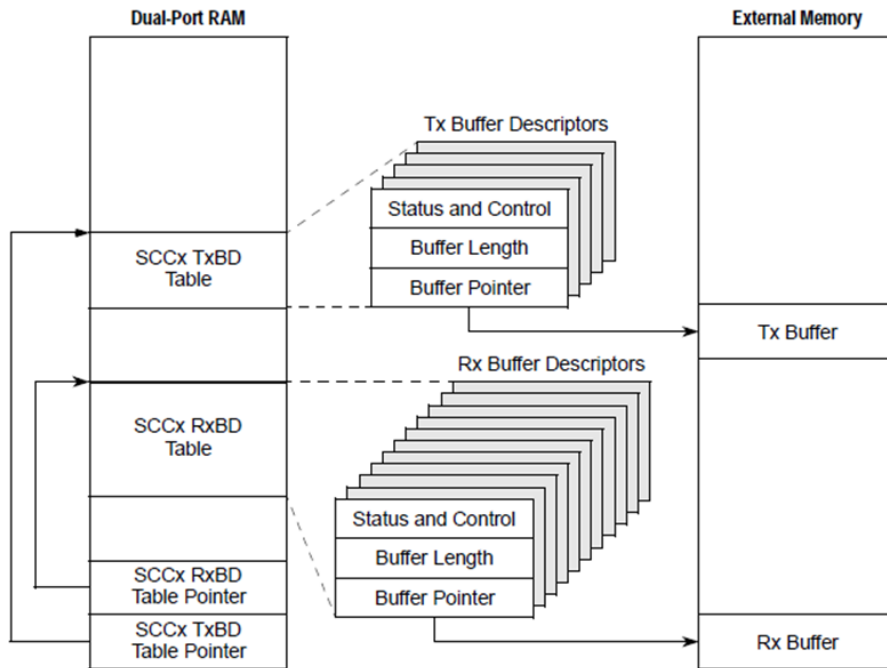 Dual-Port RAM
External Memory
Tx Buffer Descriptors
Status and Control
Buffer Length
Buffer Pointer
SCCx TxBD
Table
Tx Buffer
Rx Buffer Descriptors
SCCx RxBD
Table
Status and Control
Buffer Length
Buffer Pointer
SCCx RxBD
Table Pointer
SCCx TxBD
Table Pointer
Rx Buffer